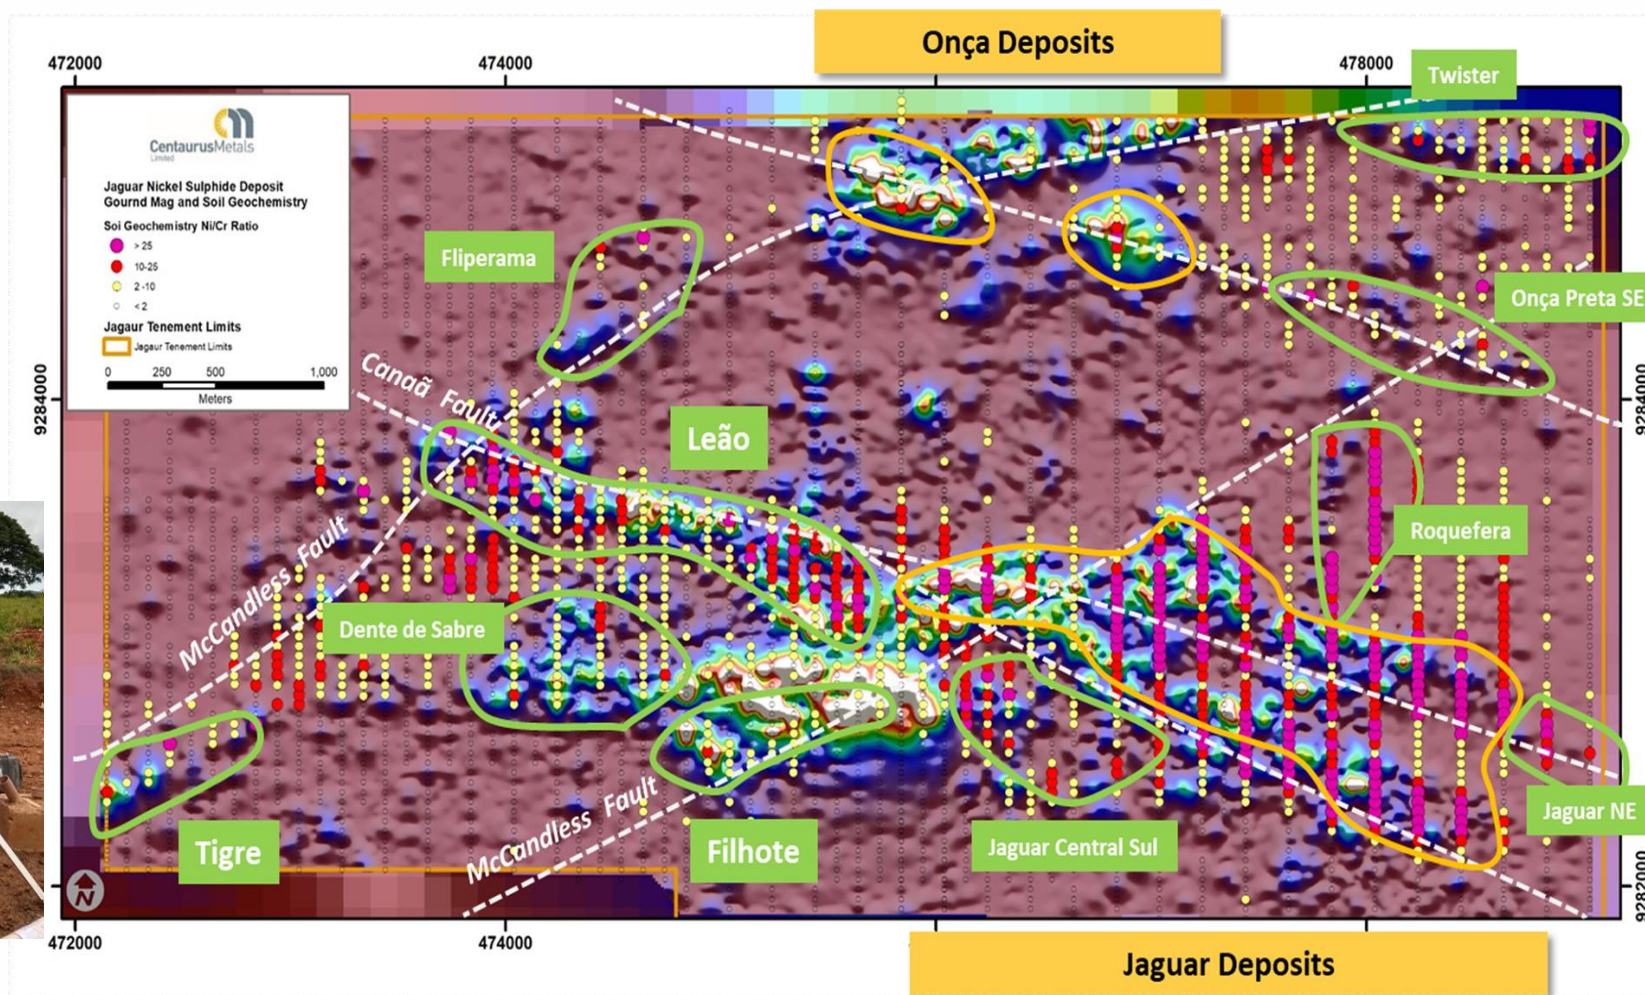 Onça Deposits
472000
474000
478000
Twister
CentaurusMetals
Limited
Jaguar Nickel Sulphide Deposit
Gournd Mag and Soil Geochemistry
Soi Geochemistry Ni/Cr Ratio
> 25
10-25
2 -10
< 2
Jagaur Tenement Limits
Jagaur Tenement Limits
0 250 500 1,000
Meters
Fliperama
Onça Preta SE
9284000
9284000
Canaã Fault
Leão
Roquefera
McCandless Fault
Dente de Sabre
Jaguar NE
McCandless Fault
Tigre
Filhote
Jaguar Central Sul
9282000
N
472000
474000
Jaguar Deposits